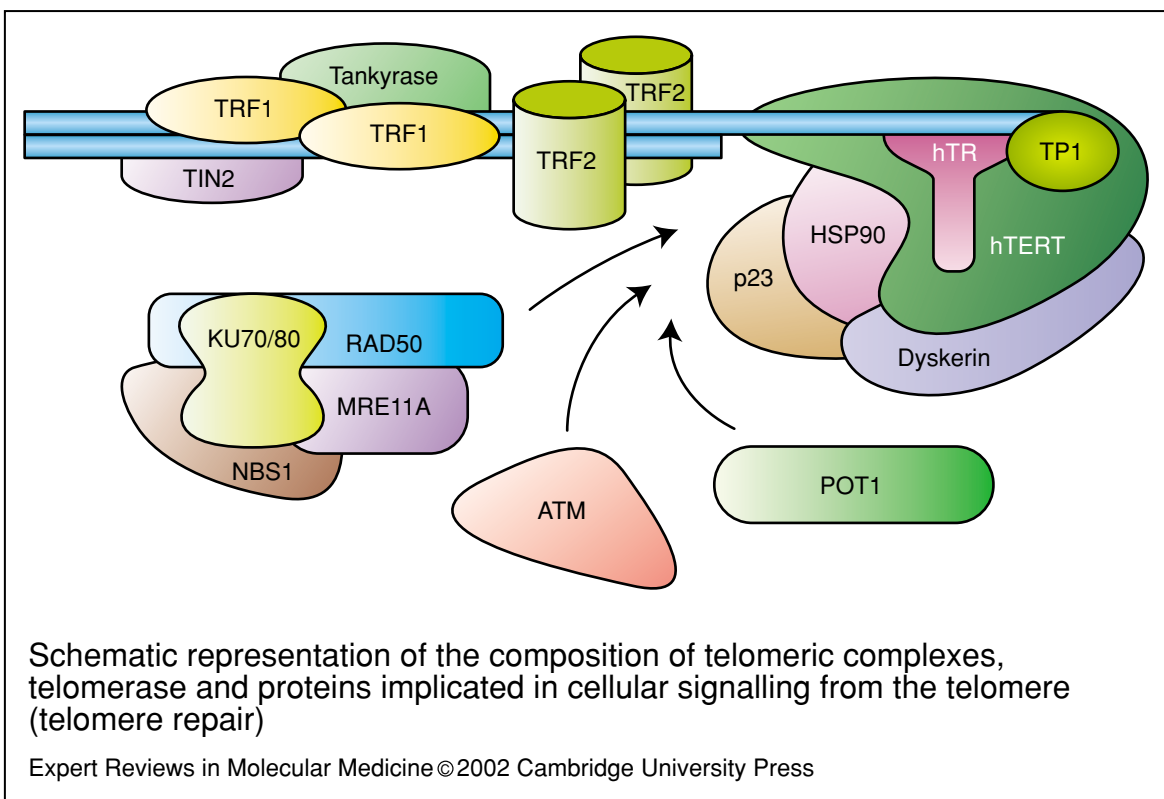 Tankyrase
TRF1
TRF1
TRF2
TRF2
TIN2
hTR
TP1
HSP90
hTERT
p23
Dyskerin
KU70/80
RAD50
MRE11A
NBS1
ATM
POT1
Schematic representation of the composition of telomeric complexes,
telomerase and proteins implicated in cellular signalling from the telomere
(telomere repair)
Expert Reviews in Molecular Medicine © 2002 Cambridge University Press